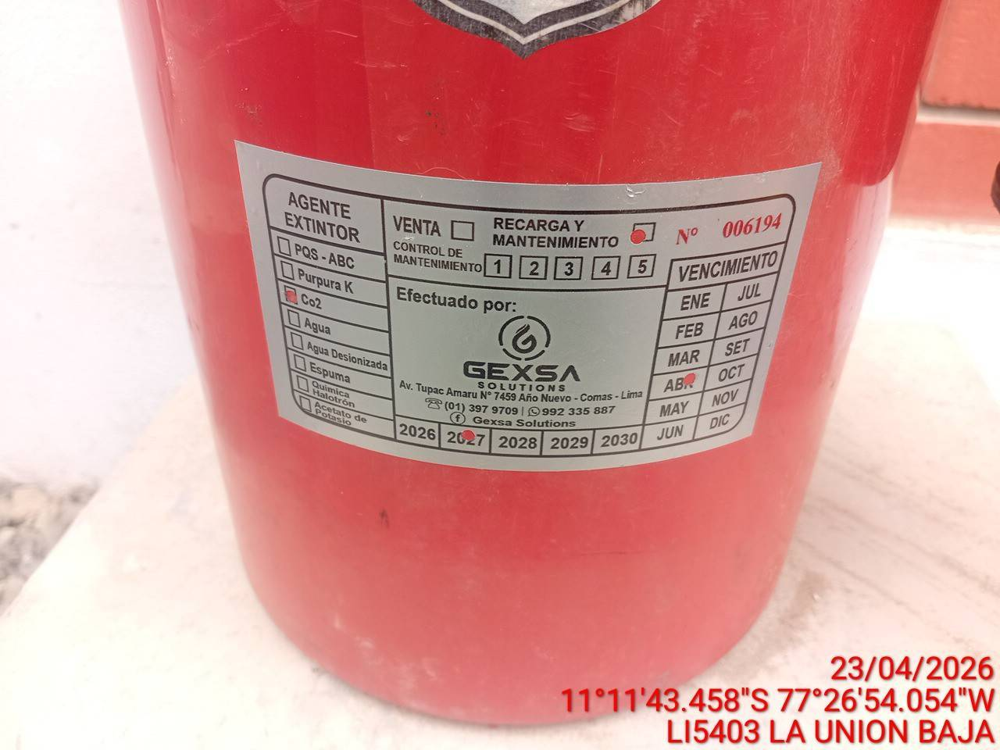 AGENTE
EXTINTOR
PQS - ABC
Purpura K
Co2
Agua
Agua Desionizada
Espuma
Quimica
Halotrón
Acetato de
Potasio
VENTA
RECARGA Y
MANTENIMIENTO
N° 006194
CONTROL DE
MANTENIMIENTO 1 2 3 4 5
Efectuado por:
GEXSA
SOLUTIONS
Av. Tupac Amaru N° 7459 Año Nuevo - Comas - Lima
(01) 397 9709 | 992 335 887
Gexsa Solutions
2026 2027 2028 2029 2030
VENCIMIENTO
ENE JUL
FEB AGO
MAR SET
ABR OCT
MAY NOV
JUN DIC
23/04/2026
11°11'43.458"S 77°26'54.054"W
LI5403 LA UNION BAJA